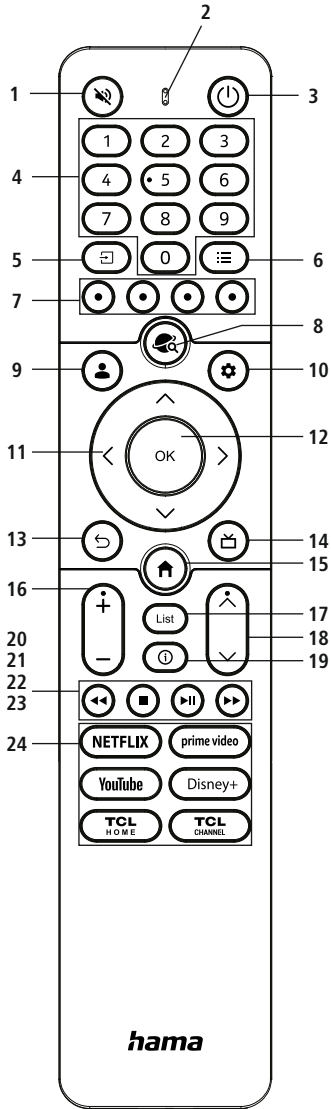 2
1
3
1 2 3
4
4 5 6
7 8 9
5
0
6
7
8
9
10
11
OK
12
13
14
15
16
+
List
17
20
18
21
–
19
22
23
24
NETFLIX prime video
YouTube Disney+
TCL HOME
TCL CHANNEL
hama